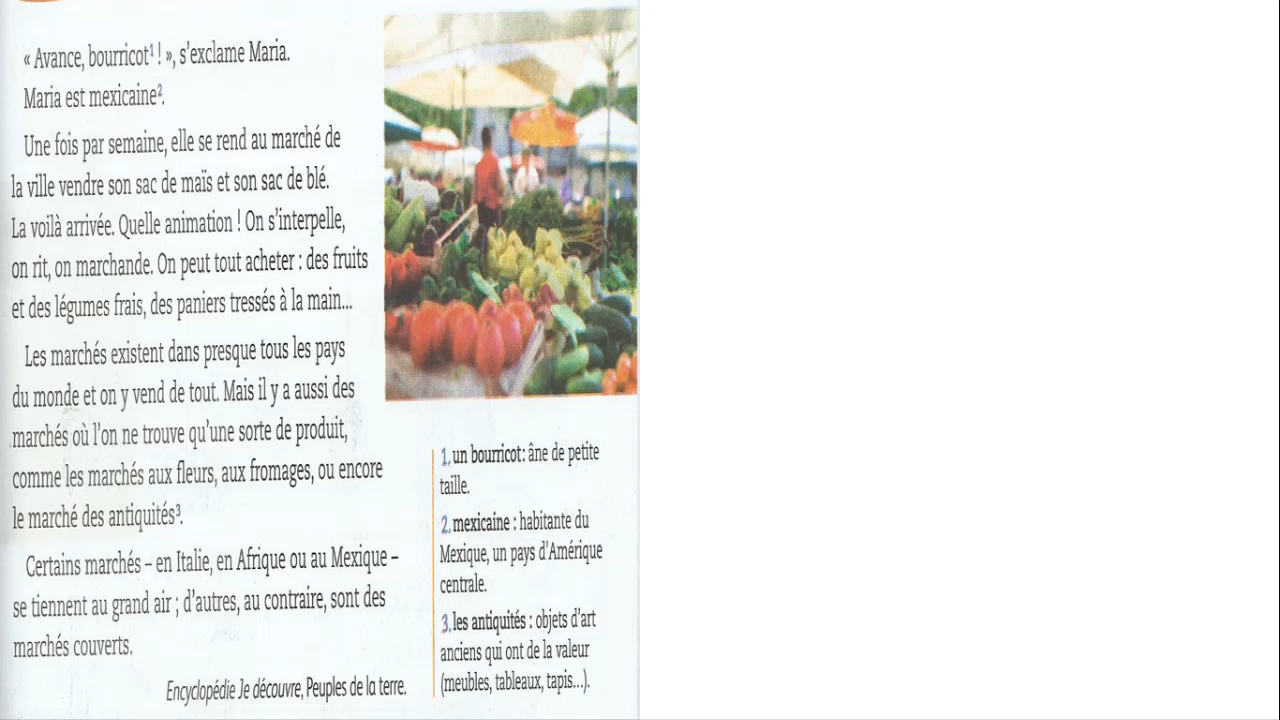 « Avance, bourricot¹ ! », s'exclame Maria.
Maria est mexicaine².
Une fois par semaine, elle se rend au marché de
la ville vendre son sac de maïs et son sac de blé.
La voilà arrivée. Quelle animation ! On s'interpelle,
on rit, on marchande. On peut tout acheter : des fruits
et des légumes frais, des paniers tressés à la main...
Les marchés existent dans presque tous les pays
du monde et on y vend de tout. Mais il y a aussi des
marchés où l'on ne trouve qu'une sorte de produit,
comme les marchés aux fleurs, aux fromages, ou encore
le marché des antiquités³.
Certains marchés – en Italie, en Afrique ou au Mexique –
se tiennent au grand air ; d'autres, au contraire, sont des
marchés couverts.
Encyclopédie Je découvre, Peuples de la terre.
1. un bourricot : âne de petite
taille.
2. mexicaine : habitante du
Mexique, un pays d'Amérique
centrale.
3. les antiquités : objets d'art
anciens qui ont de la valeur
(meubles, tableaux, tapis...).